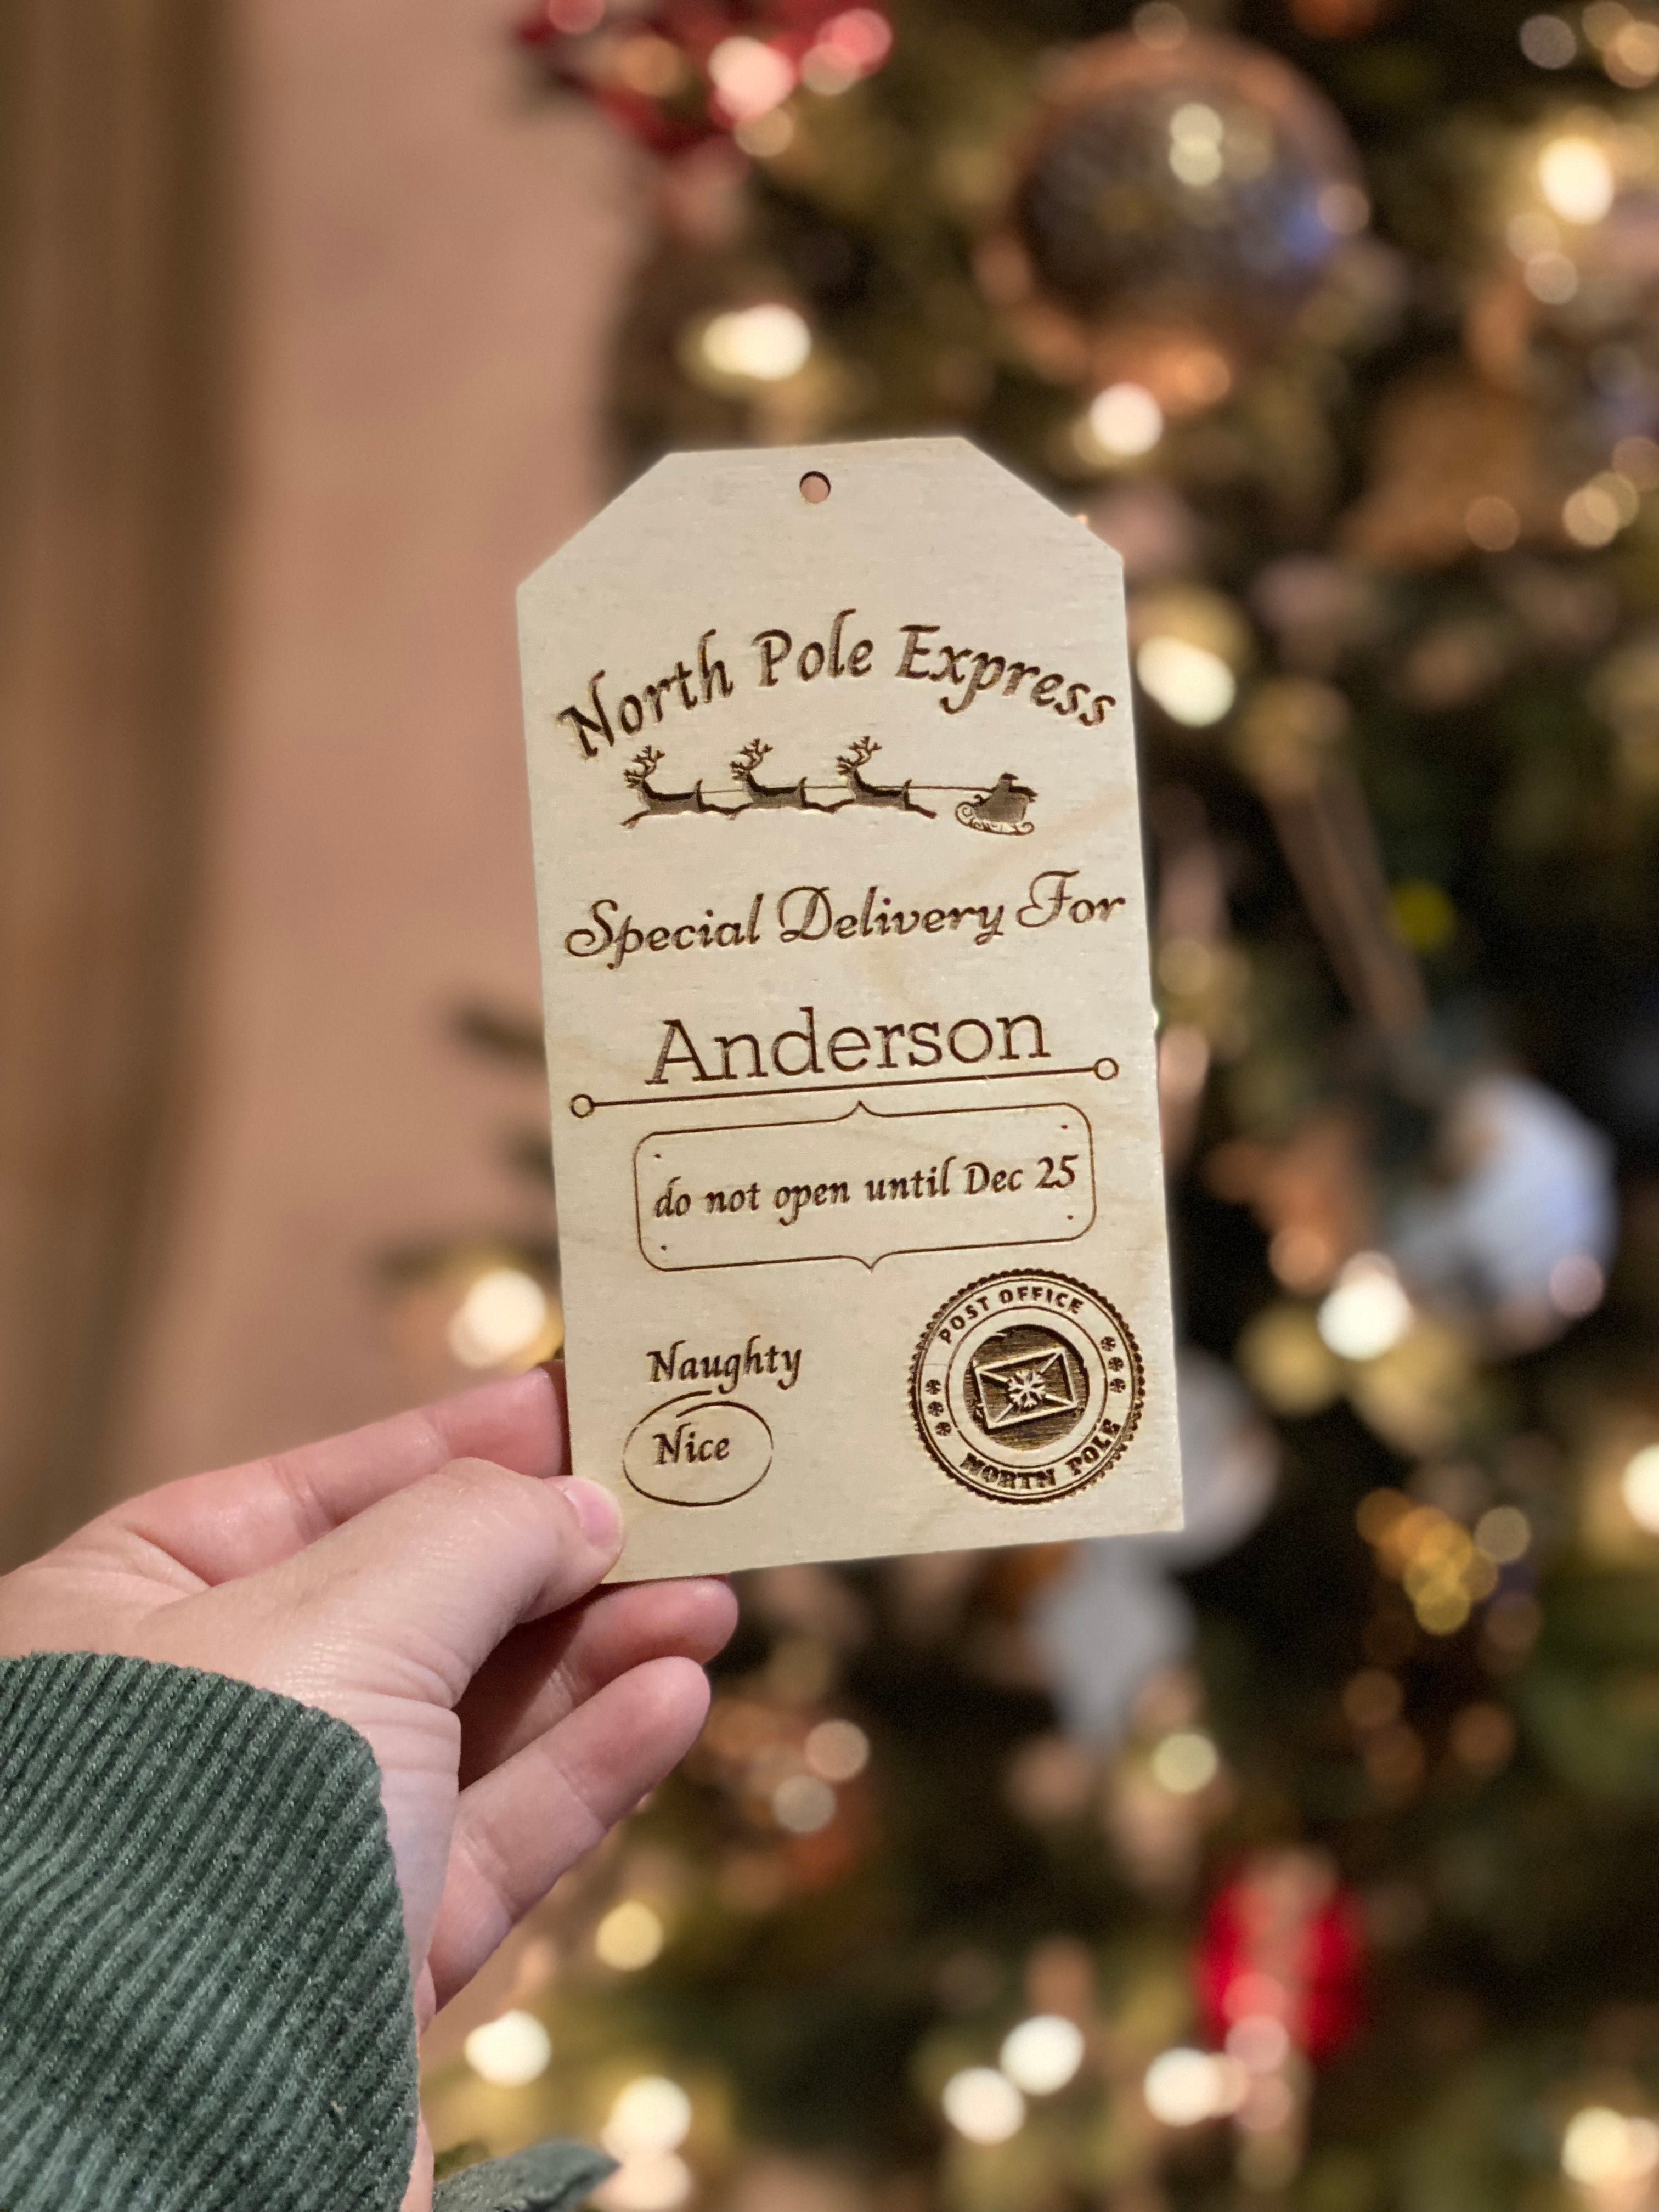 North Pole Express
Special Delivery For
Anderson
do not open until Dec 25
Naughty
Nice
POST OFFICE
NORTH POLE